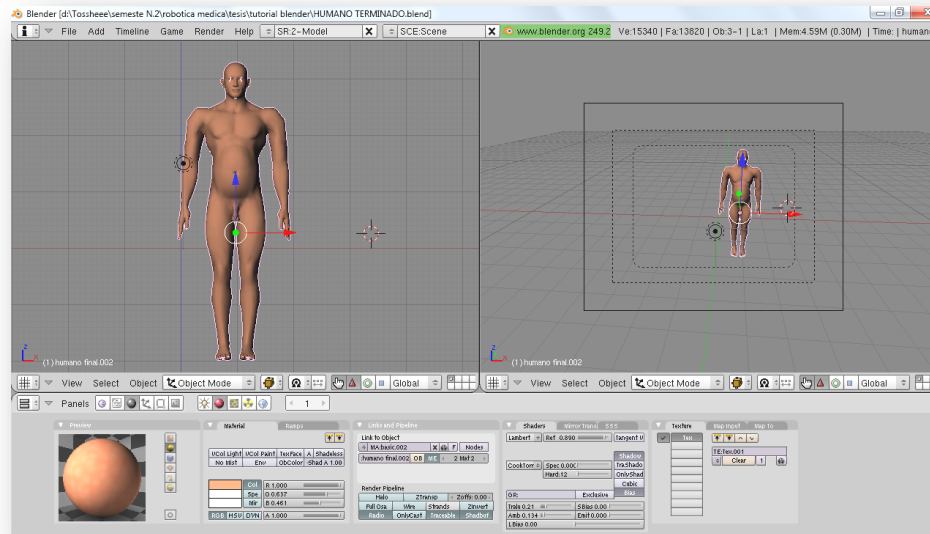 Blender [d:\Tossheee\semeste N.2\robotica medica\tesis\tutorial blender\HUMANO TERMINADO.blend]
File Add Timeline Game Render Help SR:2-Model X SCE:Scene X www.blender.org 249.2 Ve:15340 | Fa:13820 | Ob:3-1 | La:1 | Mem:4.59M (0.30M) | Time: | human
(1) humano final.002
(1) humano final.002
View Select Object Object Mode Global
View Select Object Object Mode Global
Panels 1
Preview
Material Ramps
VCol Light VCol Paint TexFace A Shadeless
No Mist Env ObColor Shad A 1.00
Col R 1.000
Spe G 0.637
Mir B 0.461
RGB HSV DYN A 1.000
Links and Pipeline
Link to Object
MA:basic.002 X F Nodes
humano final.002 OB ME 2 Mat 2
Render Pipeline
Halo ZTransp Zoffs: 0.00
Full Osa Wire Strands ZInvert
Radio OnlyCast Traceable Shadbuf
Shaders Mirror Trans SSS
Lambert Ref 0.890 Tangent V
Shadow
CookTorr Spec 0.000 TraShado
Hard:12 OnlyShad
Cubic
GR: Exclusive Bias
Tralu 0.21 SBias 0.00
Amb 0.134 Emit 0.000
LBias 0.00
Texture Map Input Map To
Tex
TE:Tex.001
Clear 1